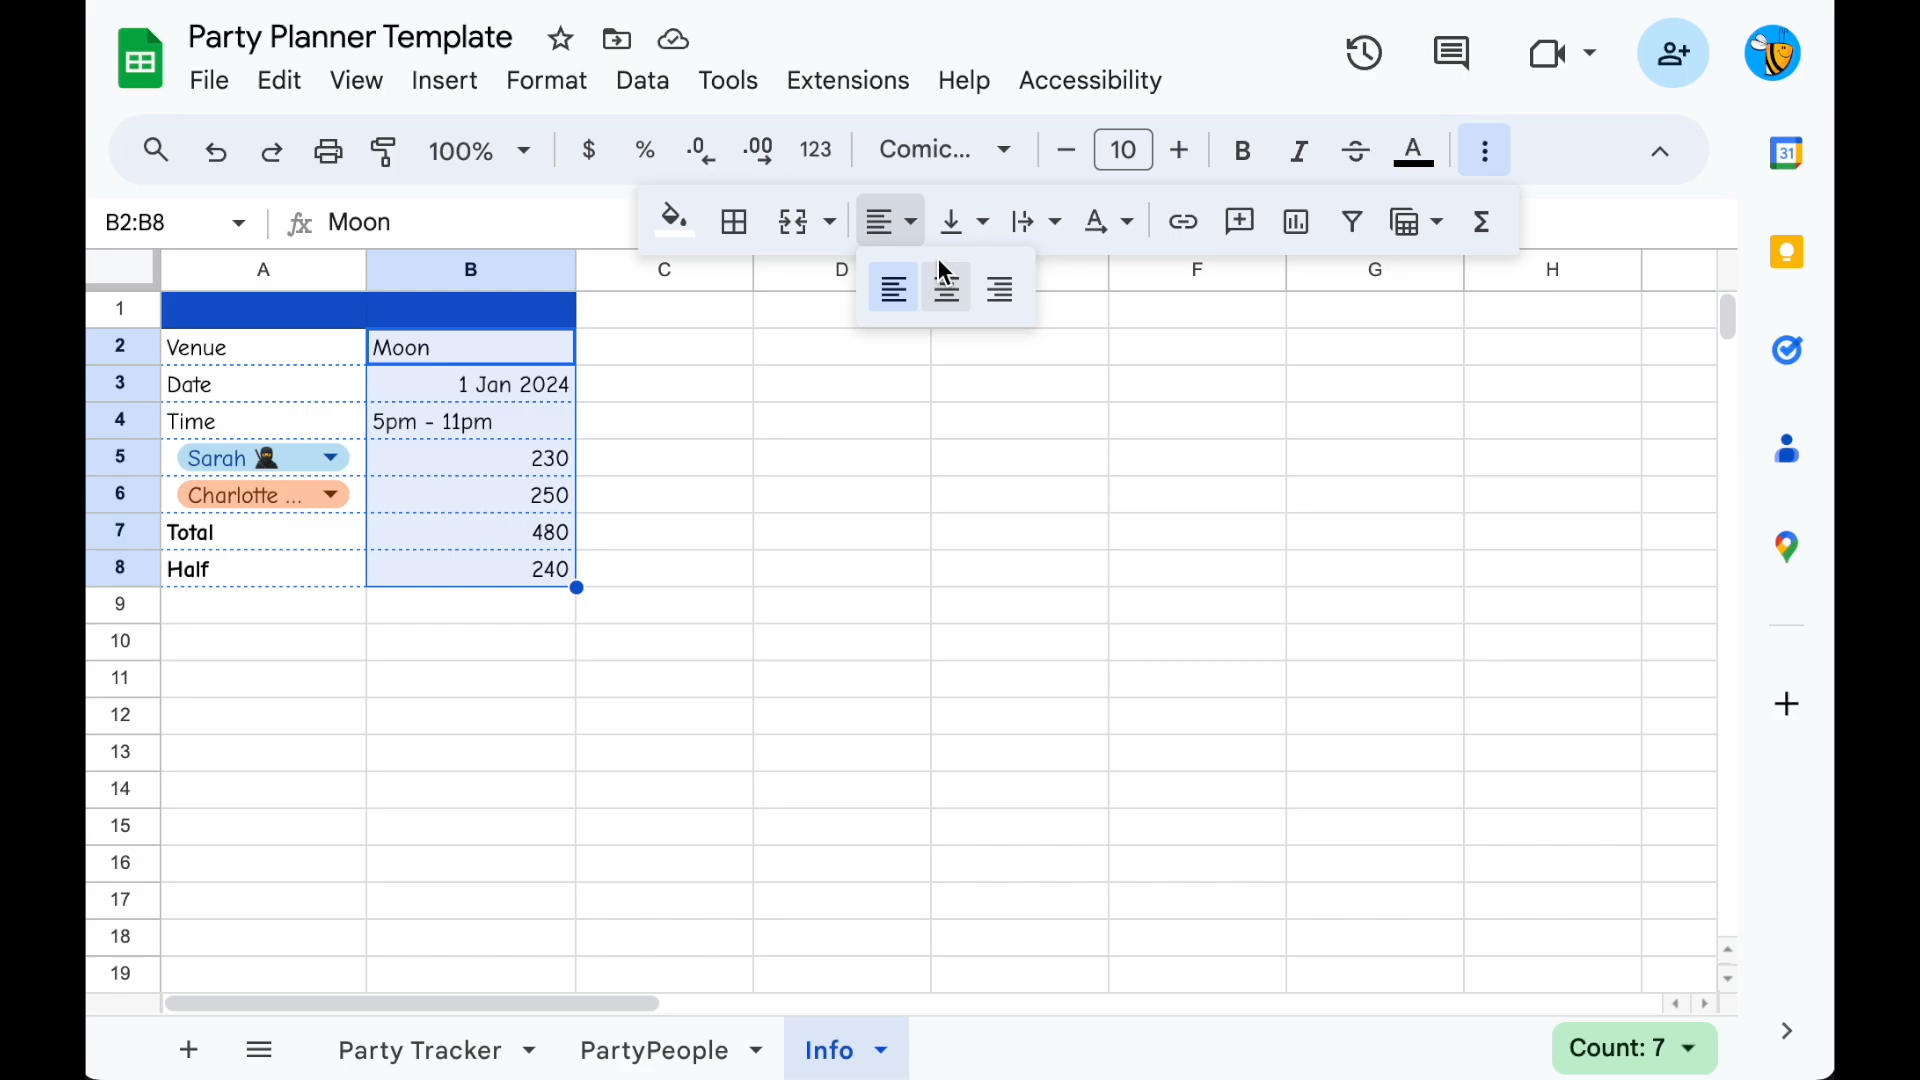 Party Planner Template
File Edit View Insert Format Data Tools Extensions Help Accessibility
100% $ % .0 .00 123 Comic... 10 B I S A
31
B2:B8 fx Moon
A B C D F G H
1
2 Venue Moon
3 Date 1 Jan 2024
4 Time 5pm - 11pm
5 Sarah 230
6 Charlotte ... 250
7 Total 480
8 Half 240
9
10
11
12
13
14
15
16
17
18
19
Party Tracker PartyPeople Info Count: 7